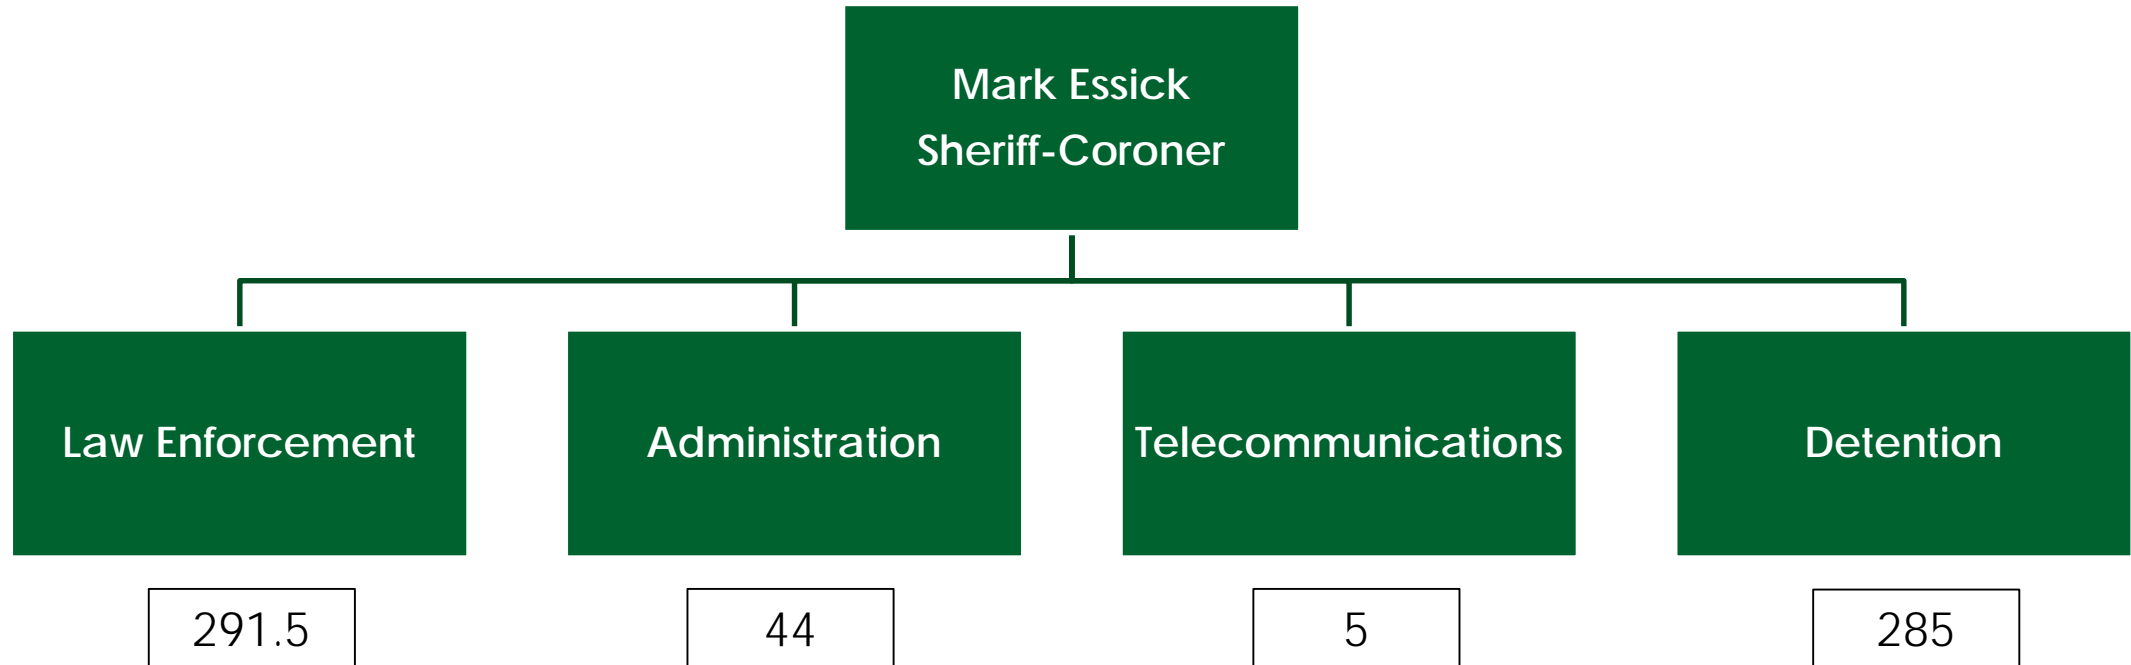 Mark Essick
Sheriff-Coroner
Law Enforcement
Administration
Telecommunications
Detention
291.5
44
5
285